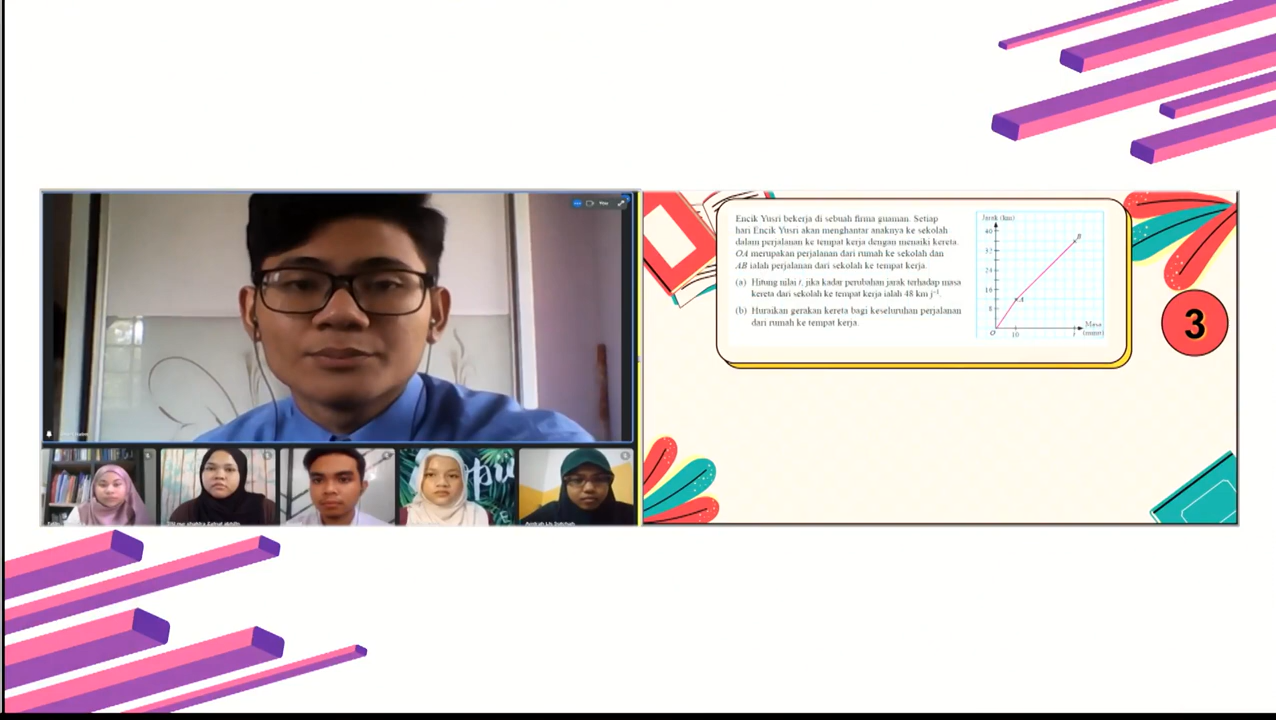 You
Encik Yusri bekerja di sebuah firma guaman. Setiap
hari Encik Yusri akan menghantar anaknya ke sekolah
dalam perjalanan ke tempat kerja dengan menaiki kereta.
OA merupakan perjalanan dari rumah ke sekolah dan
AB ialah perjalanan dari sekolah ke tempat kerja.
(a) Hitung nilai t, jika kadar perubahan jarak terhadap masa
kereta dari sekolah ke tempat kerja ialah 48 km j⁻¹.
(b) Huraikan gerakan kereta bagi keseluruhan perjalanan
dari rumah ke tempat kerja.
Jarak (km)
40
32
24
16
8
O
10
t
Masa
(minit)
A
B
3